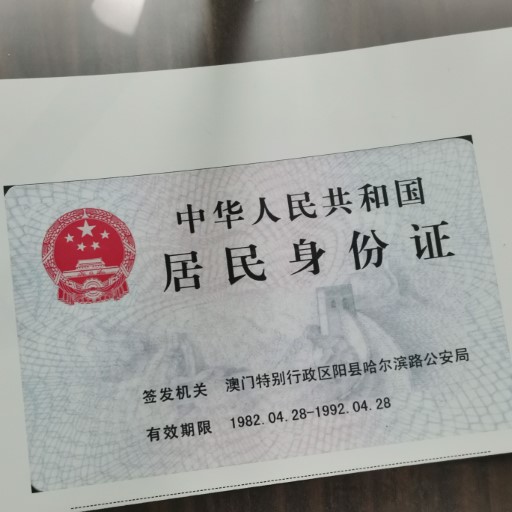 中华人民共和国
居民身份证
签发机关 澳门特别行政区阳县哈尔滨路公安局
有效期限 1982.04.28-1992.04.28